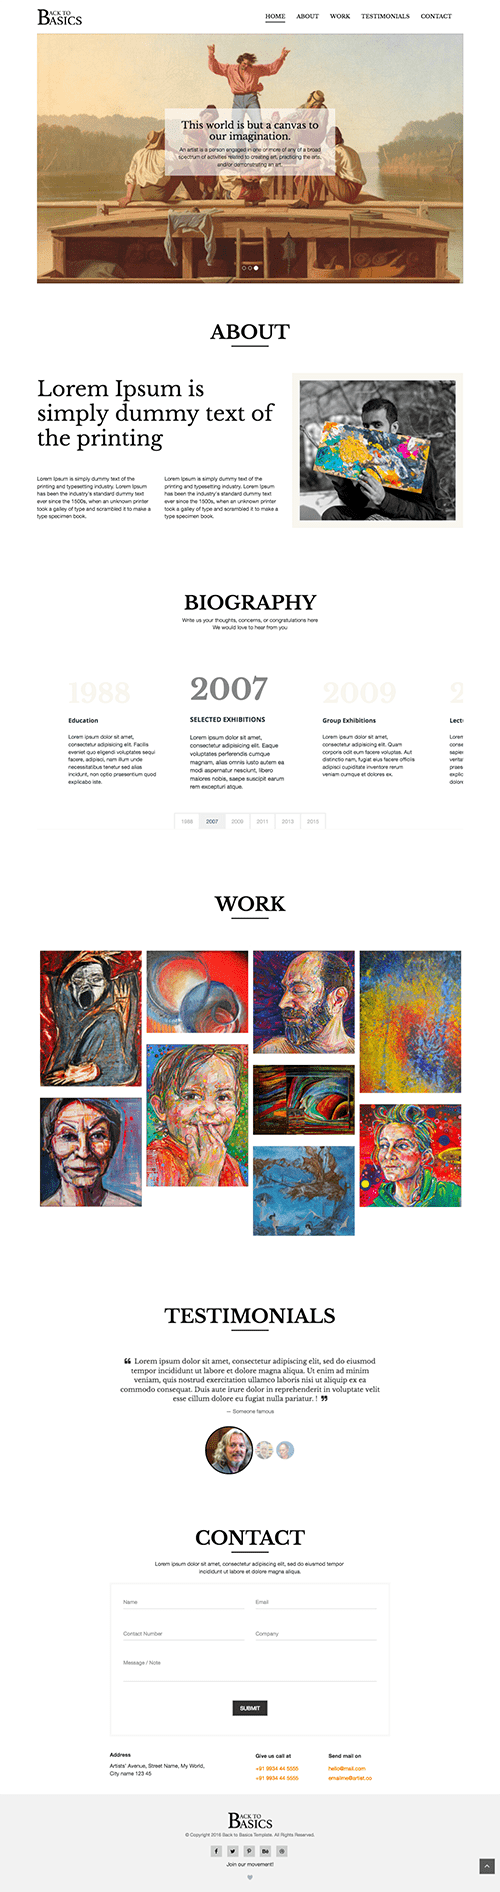 BACK TO
BASICS
HOME ABOUT WORK TESTIMONIALS CONTACT
This world is but a canvas to
our imagination.
An artist is a person engaged in one or more of any of a broad
spectrum of activities related to creating art, practicing the arts,
and/or demonstrating an art.
ABOUT
Lorem Ipsum is
simply dummy text of
the printing
Lorem Ipsum is simply dummy text of the
printing and typesetting industry. Lorem Ipsum
has been the industry's standard dummy text
ever since the 1500s, when an unknown printer
took a galley of type and scrambled it to make a
type specimen book.
Lorem Ipsum is simply dummy text of the
printing and typesetting industry. Lorem Ipsum
has been the industry's standard dummy text
ever since the 1500s, when an unknown printer
took a galley of type and scrambled it to make a
type specimen book.
BIOGRAPHY
Write us your thoughts, concerns, or congratulations here
We would love to hear from you
1988
Education
Lorem ipsum dolor sit amet,
consectetur adipisicing elit. Facilis
eveniet quo eligendi voluptates sequi
facere, adipisci, nam illum unde
necessitatibus tenetur sed alias
incidunt, non optio praesentium quod
explicabo iste.
2007
SELECTED EXHIBITIONS
Lorem ipsum dolor sit amet,
consectetur adipisicing elit. Eaque
voluptates perferendis cumque
magnam, alias omnis iusto autem ea
modi aspernatur nesciunt, libero
maiores nobis, saepe suscipit earum
rem excepturi atque.
2009
Group Exhibitions
Lorem ipsum dolor sit amet,
consectetur adipisicing elit. Quam
corporis odit eum facere voluptas. Aut
distinctio nam, fugiat eius facere officiis
adipisci cupiditate inventore rerum
veniam cumque et dolores ex.
2
Lect
Lorem
conse
sapie
venta
praes
explic
dolor
1988 2007 2009 2011 2013 2015
WORK
TESTIMONIALS
❝ Lorem ipsum dolor sit amet, consectetur adipiscing elit, sed do eiusmod
tempor incididunt ut labore et dolore magna aliqua. Ut enim ad minim
veniam, quis nostrud exercitation ullamco laboris nisi ut aliquip ex ea
commodo consequat. Duis aute irure dolor in reprehenderit in voluptate velit
esse cillum dolore eu fugiat nulla pariatur. ! ❞
— Someone famous
CONTACT
Lorem ipsum dolor sit amet, consectetur adipiscing elit, sed do eiusmod tempor
incididunt ut labore et dolore magna aliqua.
Name Email
Contact Number Company
Message / Note
SUBMIT
Address
Artists' Avenue, Street Name, My World,
City name 123 45
Give us call at
+91 9934 44 5555
+91 9934 44 5555
Send mail on
hello@mail.com
emailme@artist.co
BACK TO
BASICS
© Copyright 2016 Back to Basics Template. All Rights Reserved.
Join our movement!